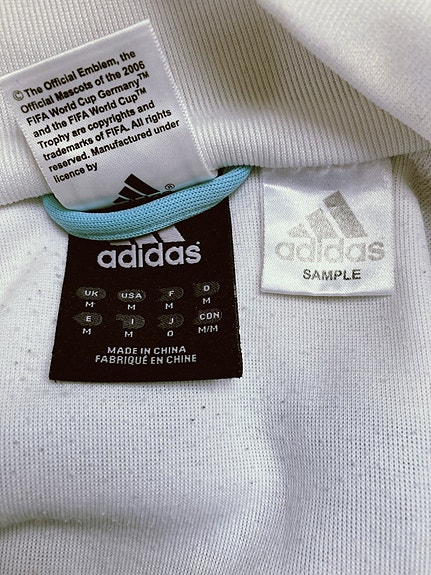 © The Official Emblem, the
Official Mascots of the 2006
FIFA World Cup Germany™
and the FIFA World Cup™
Trophy are copyrights and
trademarks of FIFA. All rights
reserved. Manufactured under
licence by
adidas®
UK USA F D
M M M M
E I J CDN
M M O M/M
MADE IN CHINA
FABRIQUÉ EN CHINE
adidas
SAMPLE